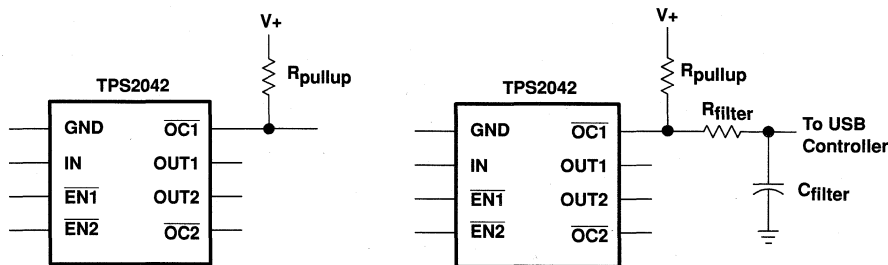 V+
Rpullup
TPS2042
GND
OC1
IN
OUT1
EN1
OUT2
EN2
OC2
V+
Rpullup
TPS2042
Rfilter
GND
OC1
To USB
Controller
IN
OUT1
EN1
OUT2
Cfilter
EN2
OC2